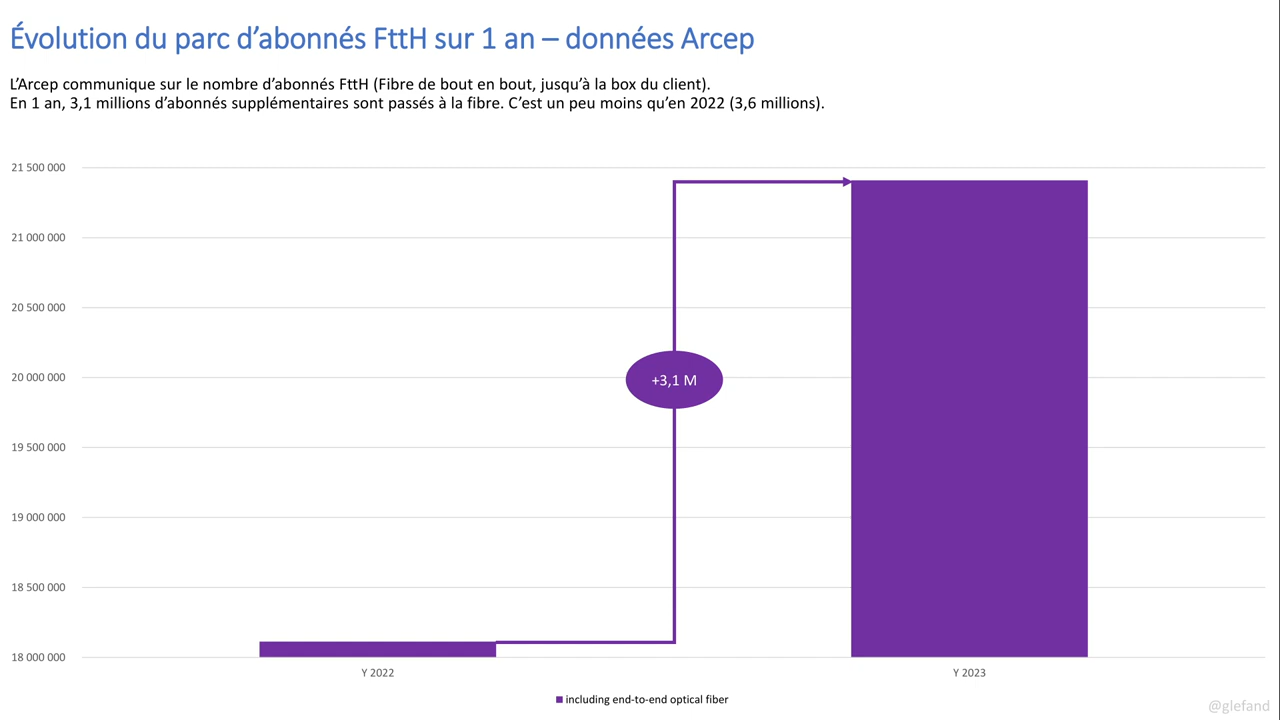 Évolution du parc d’abonnés FttH sur 1 an – données Arcep
L’Arcep communique sur le nombre d’abonnés FttH (Fibre de bout en bout, jusqu’à la box du client).
En 1 an, 3,1 millions d’abonnés supplémentaires sont passés à la fibre. C’est un peu moins qu’en 2022 (3,6 millions).
21 500 000
21 000 000
20 500 000
20 000 000
+3,1 M
19 500 000
19 000 000
18 500 000
18 000 000
Y 2022
Y 2023
including end-to-end optical fiber
@glefand